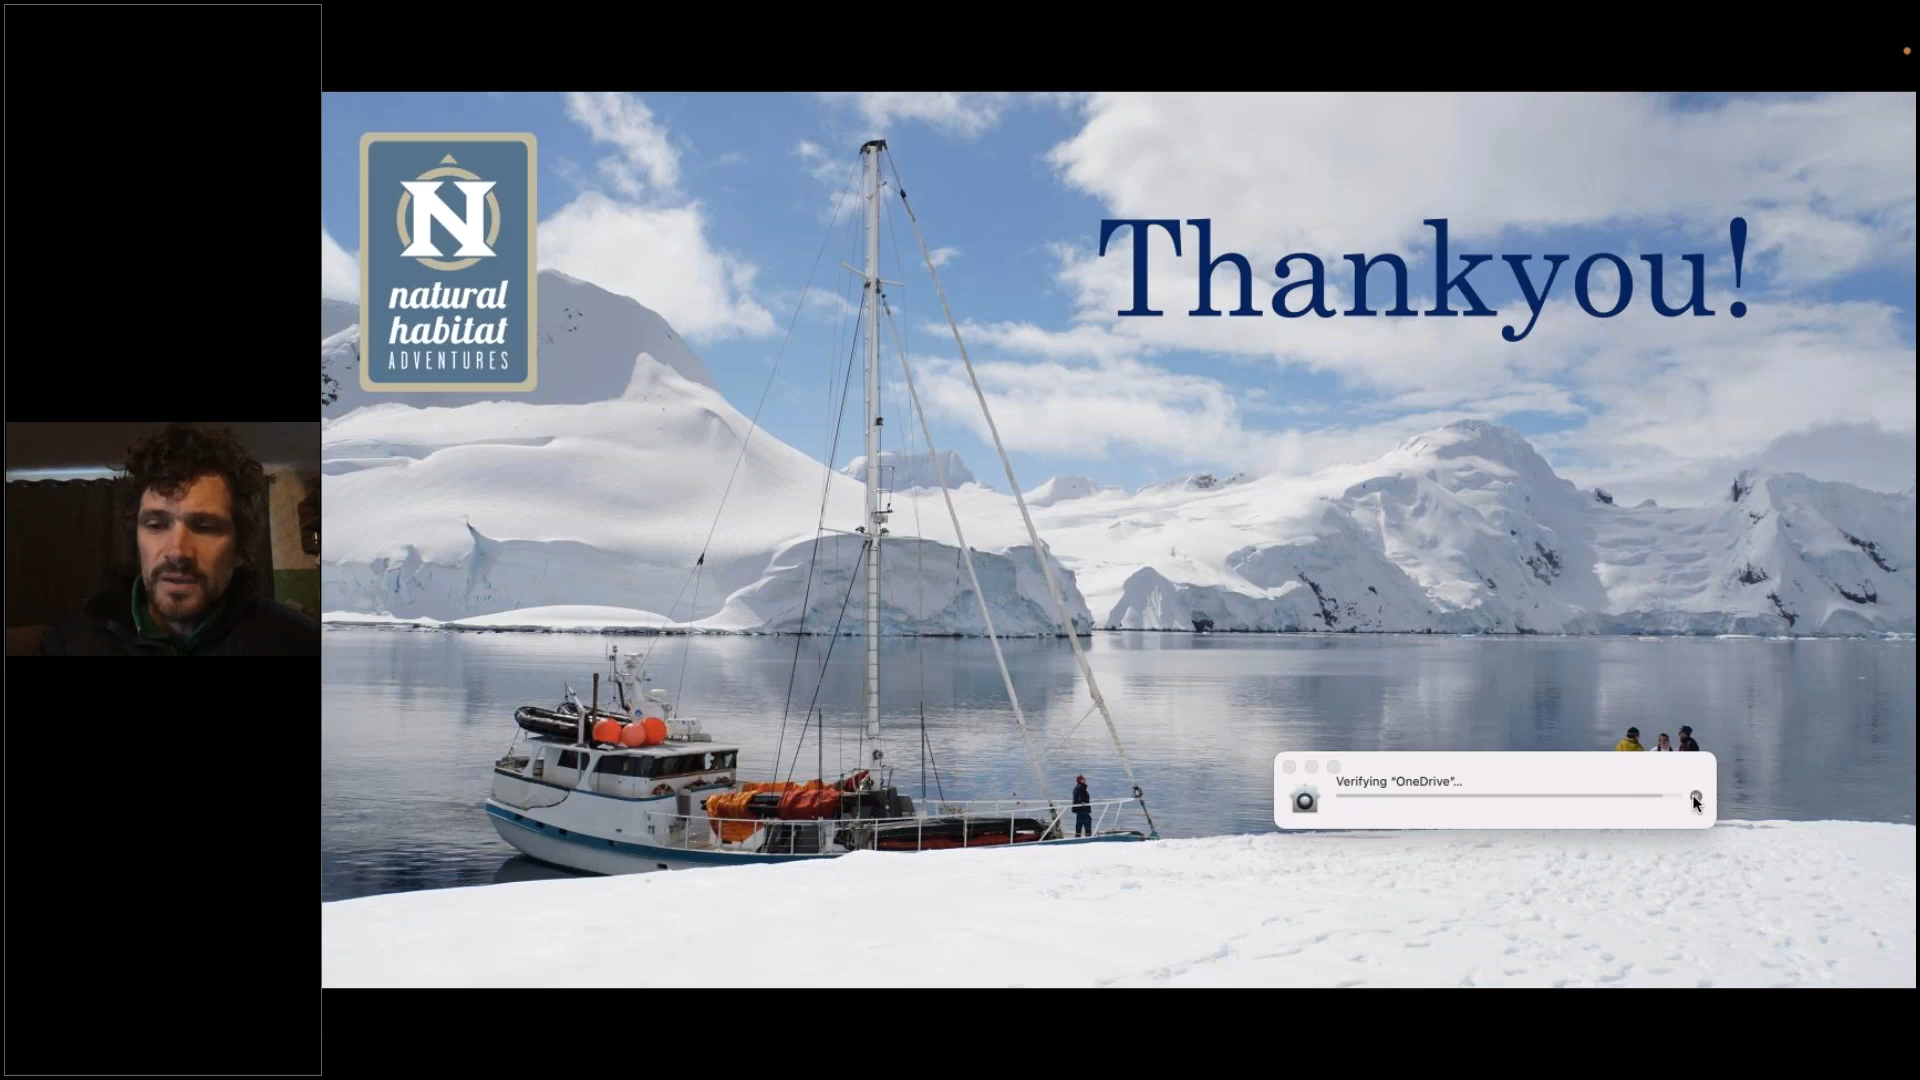 N
natural
habitat
ADVENTURES
Thankyou!
Verifying “OneDrive”...